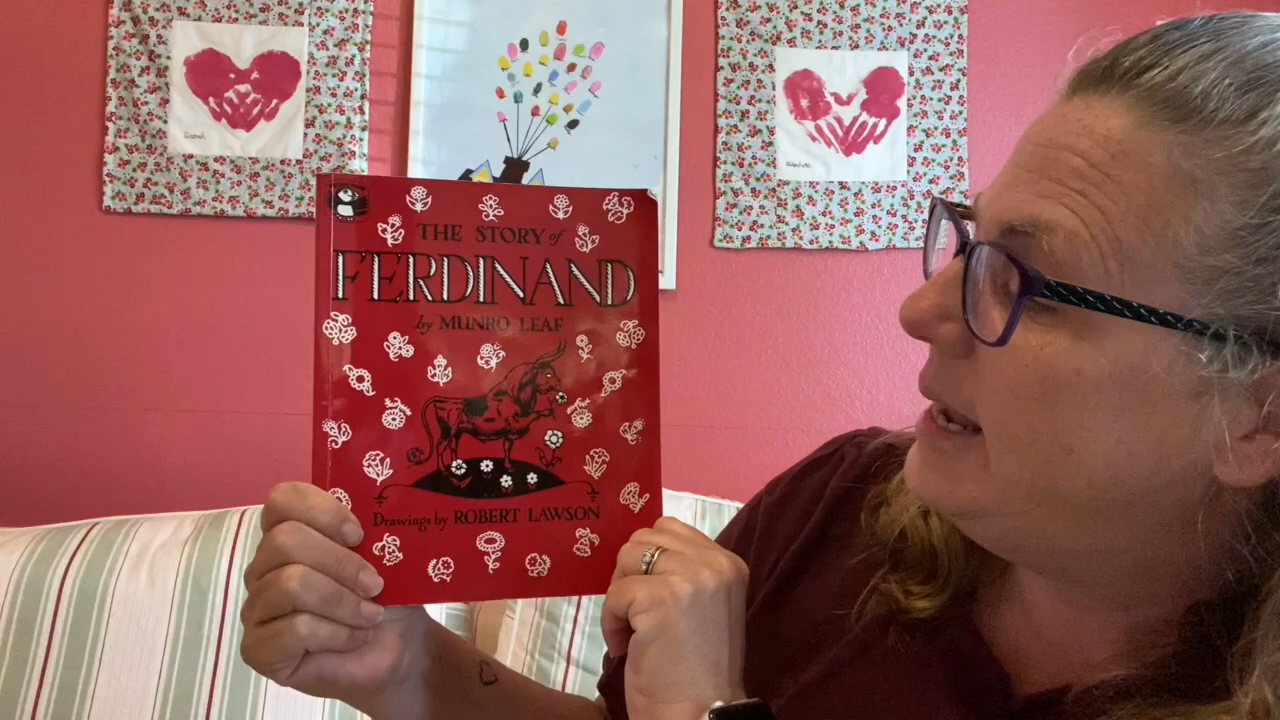 THE STORY of
FERDINAND
by MUNRO LEAF
Drawings by ROBERT LAWSON